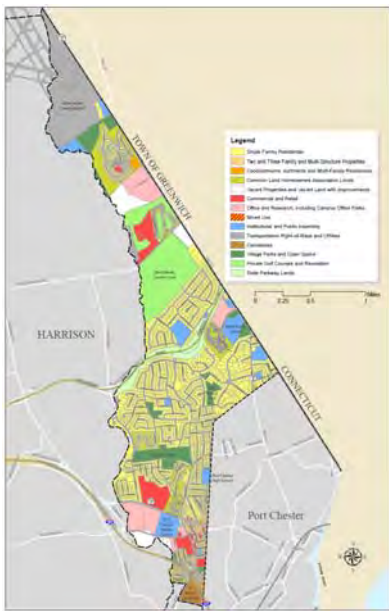 TOWN OF GREENWICH
Legend
Single Family Residential
Two and Three Family and Multi-Structure Properties
Condominiums, Apartments and Multi-Family Residences
Common Land Homeowners Association Lands
Vacant Properties and Vacant Land with Improvements
Commercial and Retail
Office and Research, Including Campus Office Parks
Mixed Use
Institutional and Public Assembly
Transportation Right-of-Ways and Utilities
Cemeteries
Village Parks and Open Space
Private Golf Courses and Recreation
State Parkway Lands
0 0.25 0.5 1
Miles
HARRISON
CONNECTICUT
Port Chester